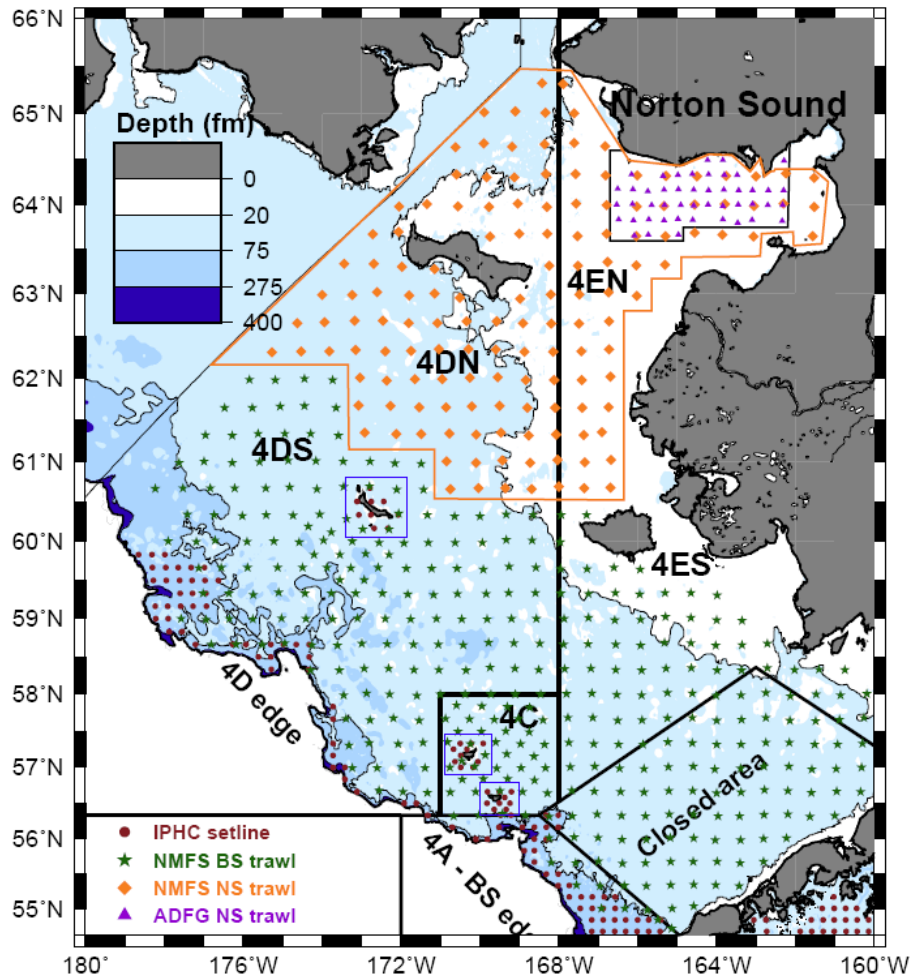 66°N
65°N
64°N
63°N
62°N
61°N
60°N
59°N
58°N
57°N
56°N
55°N
Depth (fm)
0
20
75
275
400
Norton Sound
4EN
4DN
4DS
4ES
4D edge
4C
Closed area
4A - BS ed
IPHC setline
NMFS BS trawl
NMFS NS trawl
ADFG NS trawl
180°
176°W
172°W
168°W
164°W
160°W